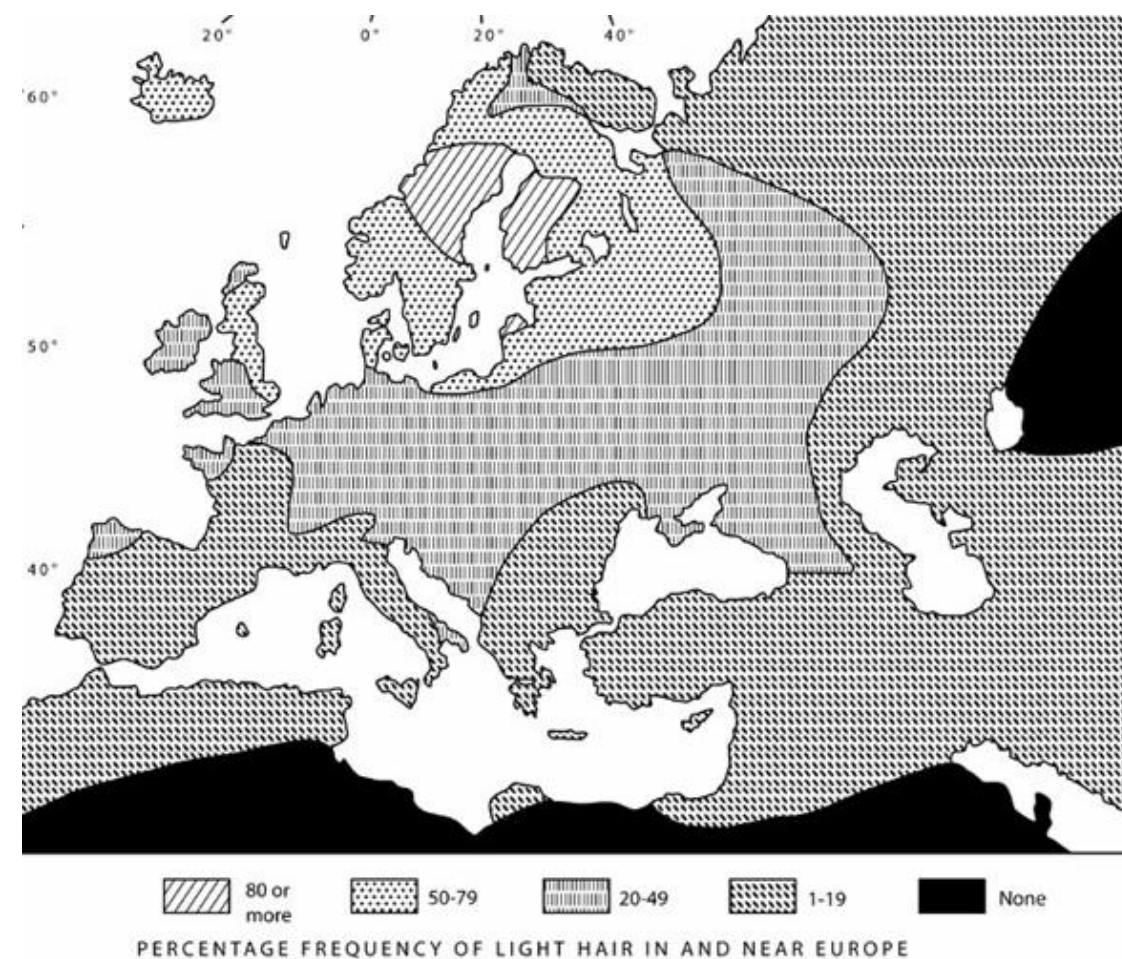 20° 0° 20° 40°
60°
50°
40°
80 or more
50-79
20-49
1-19
None
PERCENTAGE FREQUENCY OF LIGHT HAIR IN AND NEAR EUROPE